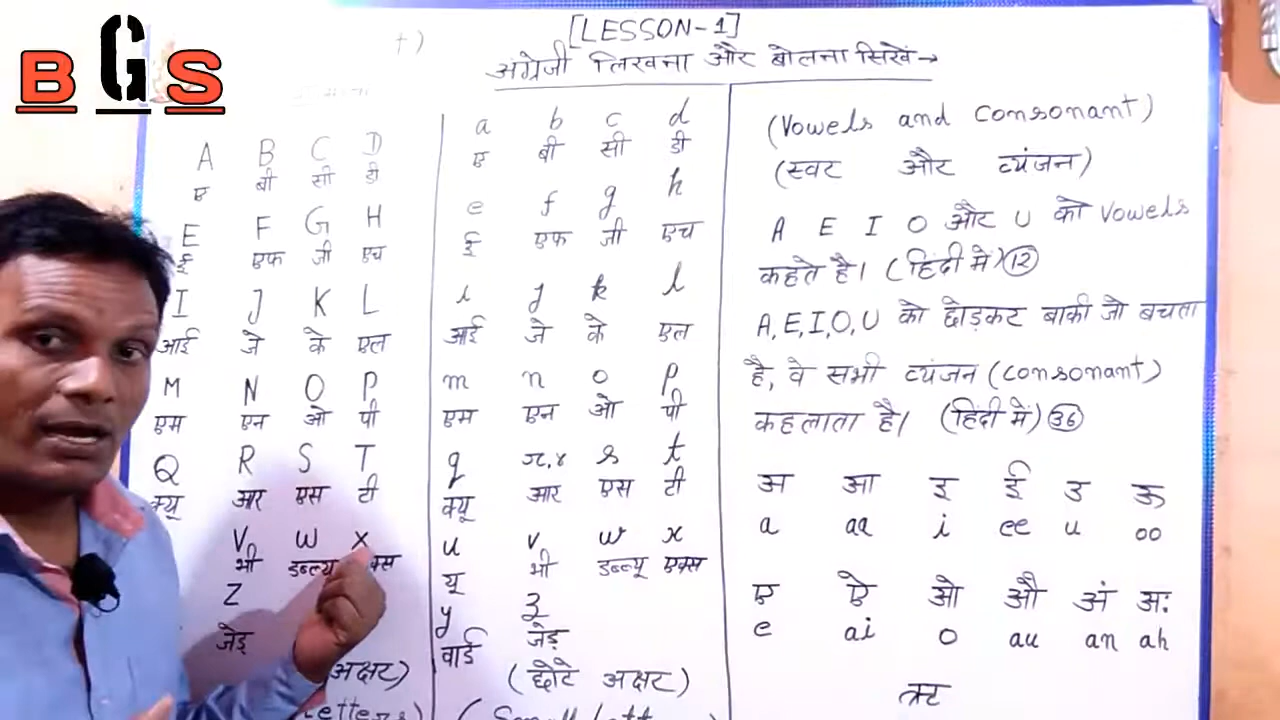 BGS
[LESSON-1]
अंग्रेजी लिखना और बोलना सिखें→
A B C D
ए बी सी डी
E F G H
ई एफ जी एच
I J K L
आई जे के एल
M N O P
एम एन ओ पी
Q R S T
क्यू आर एस टी
V W X
भी डब्ल्यू
Z
जेड़
अक्षर)
a b c d
ए बी सी डी
e f g h
ई एफ जी एच
i j k l
आई जे के एल
m n o p
एम एन ओ पी
q r,r s t
क्यू आर एस टी
u v w x
यू भी डब्ल्यू एक्स
y z
वाई जेड़
(छोटे अक्षर)
(Vowels and Consonant)
(स्वर और व्यंजन)
A E I O और U को Vowels
कहते है। (हिंदी में) 12
A,E,I,O,U को छोड़कर बाकी जो बचता
है, वे सभी व्यंजन (Consonant)
कहलाता है। (हिंदी में) 36
अ आ इ ई उ ऊ
a aa i ee u oo
ए ऐ ओ औ अं अः
e ai o au an ah